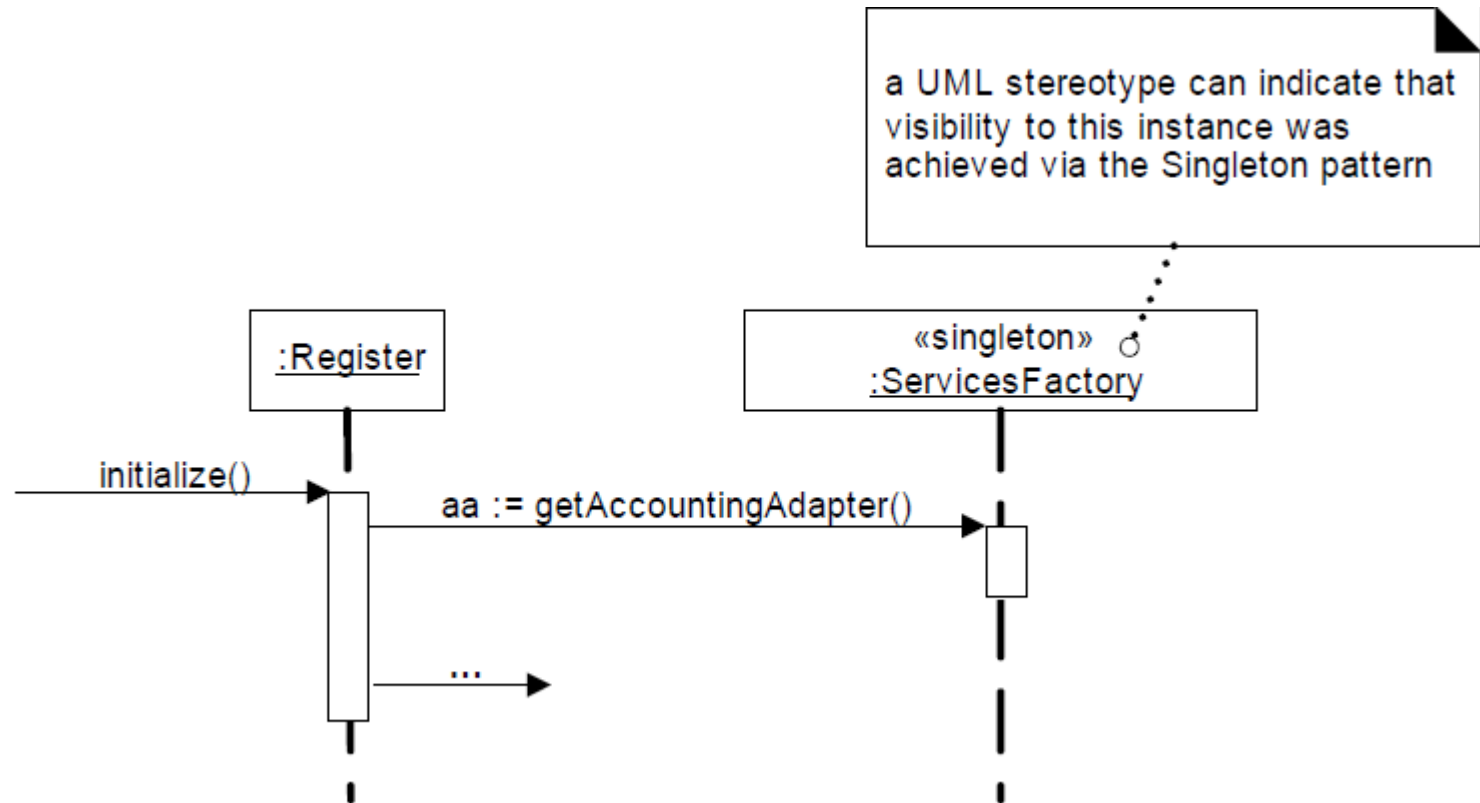 a UML stereotype can indicate that
visibility to this instance was
achieved via the Singleton pattern
:Register
«singleton»
:ServicesFactory
initialize()
aa := getAccountingAdapter()
...